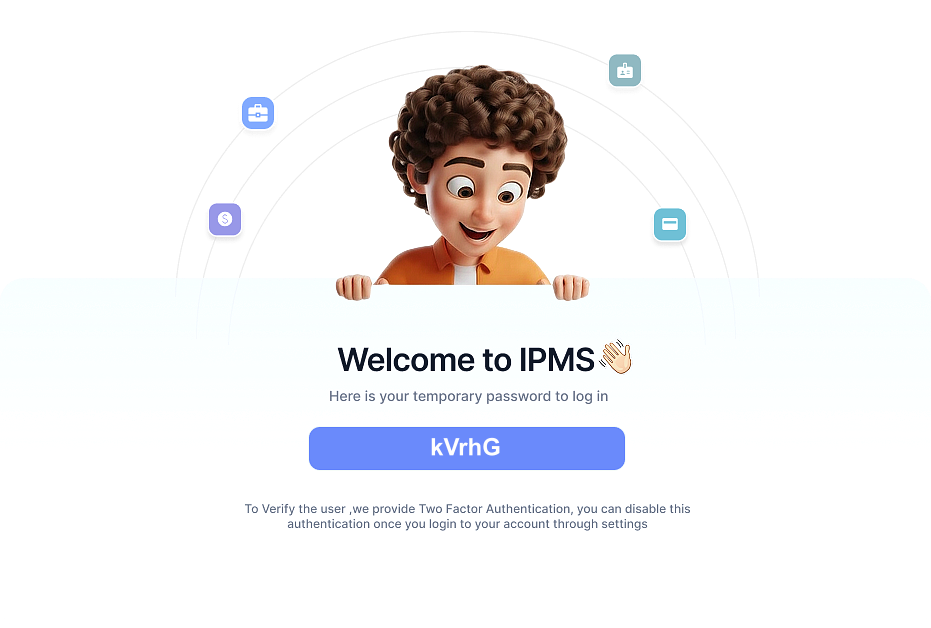 Welcome to IPMS👋🏻
Here is your temporary password to log in
kVrhG
To Verify the user ,we provide Two Factor Authentication, you can disable this
authentication once you login to your account through settings